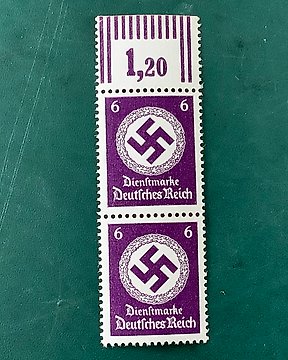 1,20
6 6
Dienſtmarke
Deutſches Reich
6 6
Dienſtmarke
Deutſches Reich